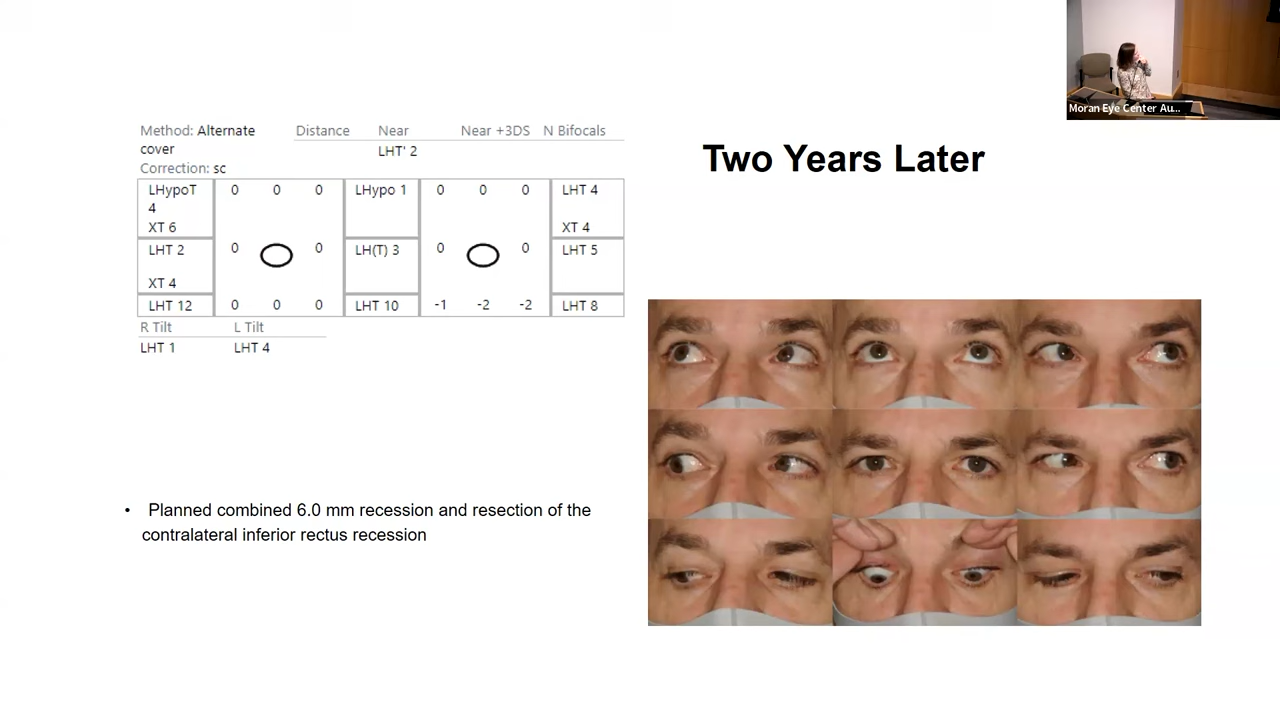 Moran Eye Center Au...
Two Years Later
Method: Alternate cover
Distance Near Near +3DS N Bifocals
LHT' 2
Correction: sc
LHypoT 4 XT 6 0 0 0 LHypo 1 0 0 0 LHT 4 XT 4
LHT 2 XT 4 0 0 LH(T) 3 0 0 LHT 5
LHT 12 0 0 0 LHT 10 -1 -2 -2 LHT 8
R Tilt L Tilt
LHT 1 LHT 4
• Planned combined 6.0 mm recession and resection of the
contralateral inferior rectus recession